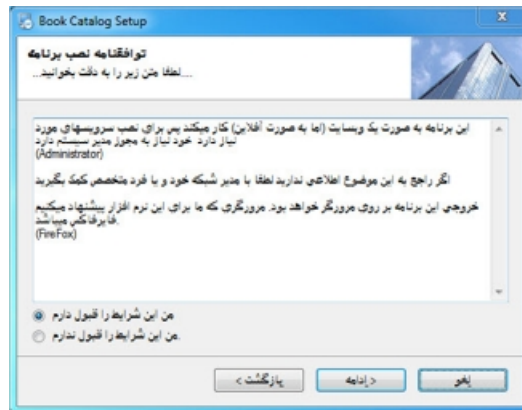 Book Catalog Setup
توافقنامه نصب برنامه
لطفا متن زیر را به دقت بخوانید....
این برنامه به صورت یک وبسایت (اما به صورت آفلاین) کار میکند پس برای نصب سرویسهای مورد
نیاز دارد خود نیاز به مجوز مدیر سیستم دارد
(Administrator)
اگر راجع به این موضوع اطلاعی ندارید لطفا با مدیر شبکه خود و یا فرد متخصص کمک بگیرید
خروجی این برنامه بر روی مرورگر خواهد بود. مرورگری که ما برای این نرم افزار پیشنهاد میکنیم
فایرفاکس میباشد.
(FireFox)
من این شرایط را قبول دارم
من این شرایط را قبول ندارم.
بازگشت >
< إدامه
لغو